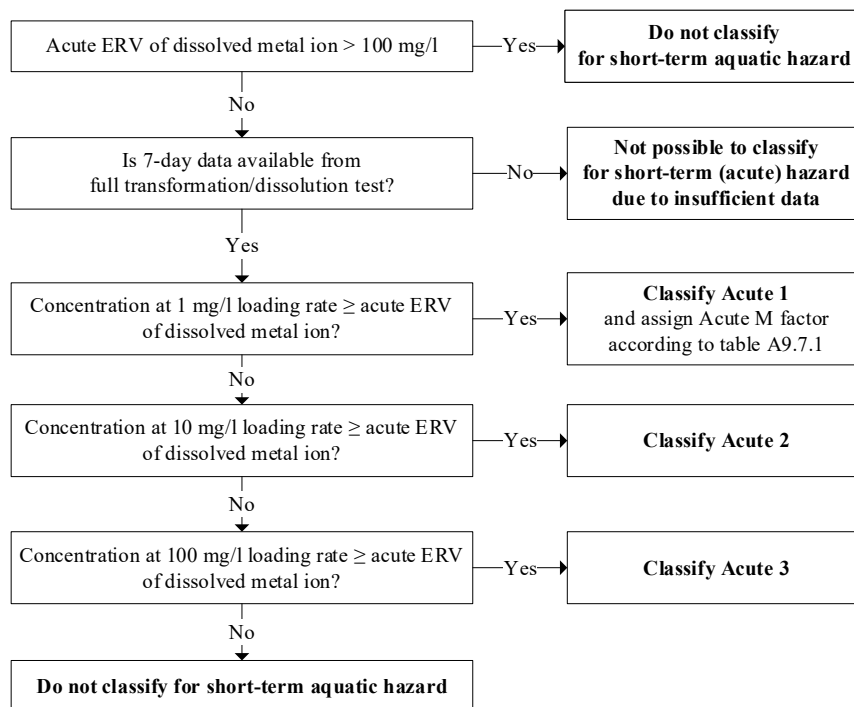 Acute ERV of dissolved metal ion > 100 mg/l
Yes
Do not classify
for short-term aquatic hazard
No
Is 7-day data available from
full transformation/dissolution test?
No
Not possible to classify
for short-term (acute) hazard
due to insufficient data
Yes
Concentration at 1 mg/l loading rate ≥ acute ERV
of dissolved metal ion?
Yes
Classify Acute 1
and assign Acute M factor
according to table A9.7.1
No
Concentration at 10 mg/l loading rate ≥ acute ERV
of dissolved metal ion?
Yes
Classify Acute 2
No
Concentration at 100 mg/l loading rate ≥ acute ERV
of dissolved metal ion?
Yes
Classify Acute 3
No
Do not classify for short-term aquatic hazard